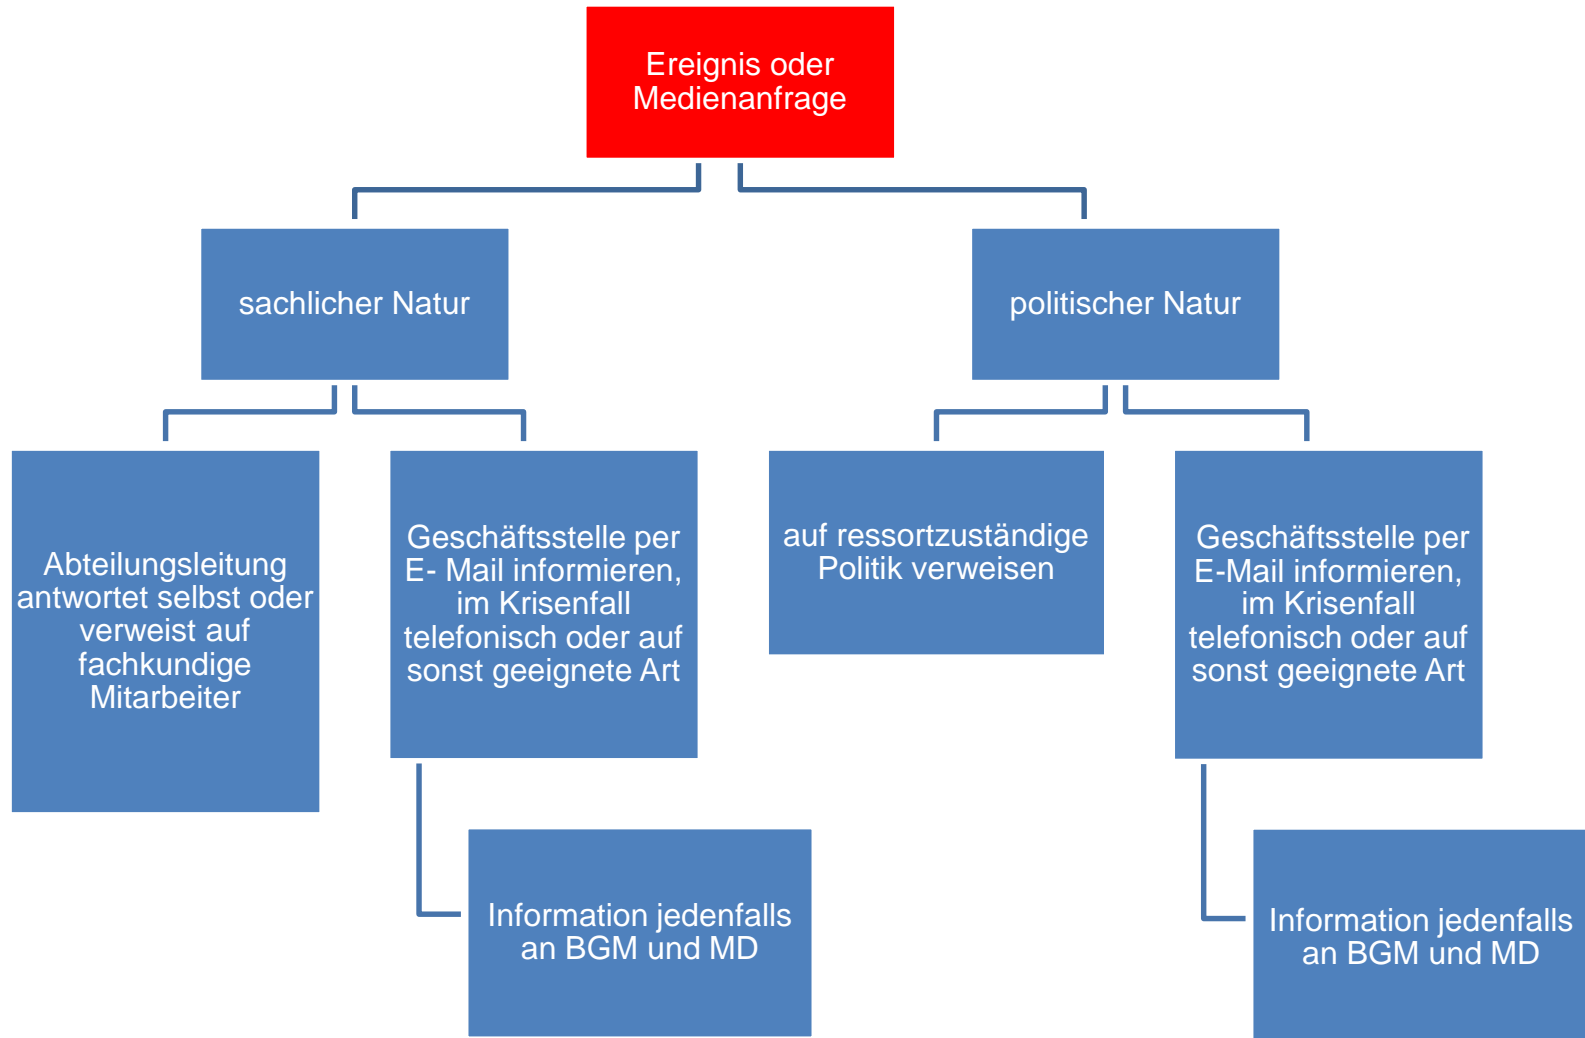 Ereignis oder
Medienanfrage
sachlicher Natur
politischer Natur
Abteilungsleitung
antwortet selbst oder
verweist auf
fachkundige
Mitarbeiter
Geschäftsstelle per
E- Mail informieren,
im Krisenfall
telefonisch oder auf
sonst geeignete Art
auf ressortzuständige
Politik verweisen
Geschäftsstelle per
E-Mail informieren,
im Krisenfall
telefonisch oder auf
sonst geeignete Art
Information jedenfalls
an BGM und MD
Information jedenfalls
an BGM und MD